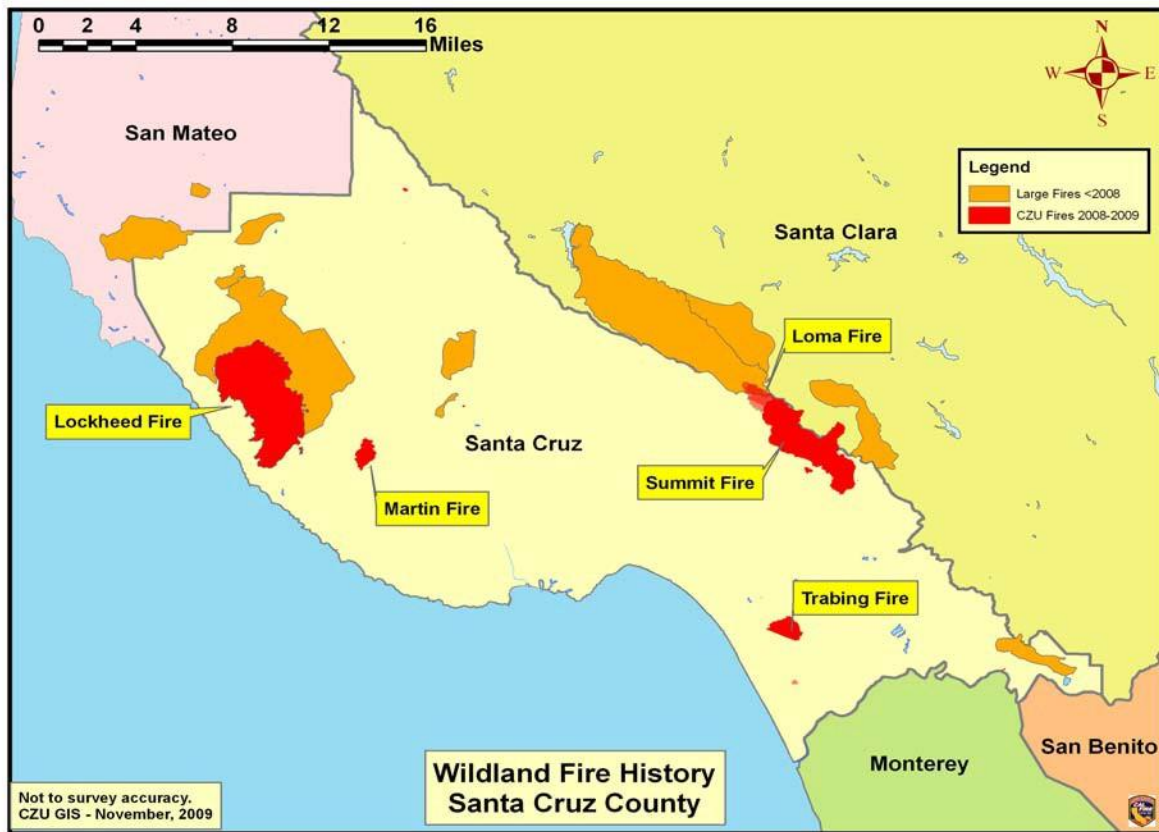 0 2 4 8 12 16
Miles
N
W E
S
San Mateo
Legend
Large Fires <2008
CZU Fires 2008-2009
Santa Clara
Loma Fire
Lockheed Fire
Santa Cruz
Summit Fire
Martin Fire
Trabing Fire
Monterey
San Benito
Wildland Fire History
Santa Cruz County
Not to survey accuracy.
CZU GIS - November, 2009
CAL FIRE